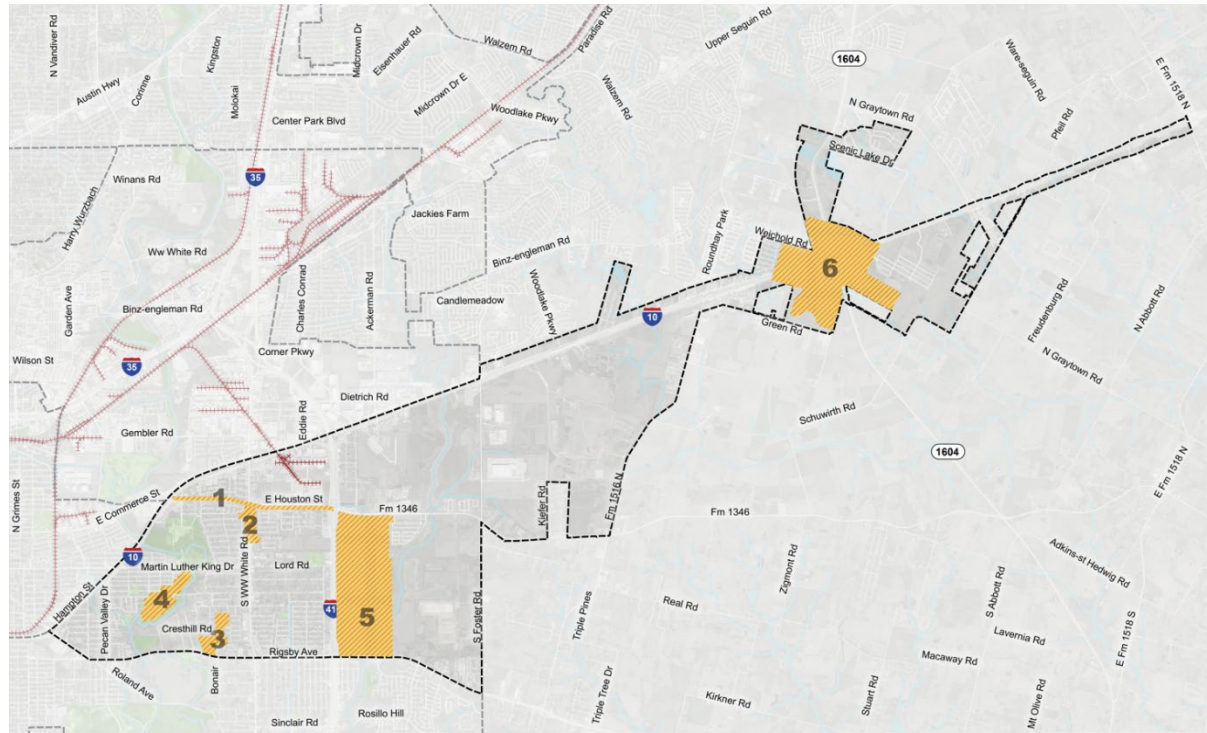 N Vandiver Rd
Kingston
Midcrown Dr
Eisenhauer Rd
Walzem Rd
Paradise Rd
Upper Seguin Rd
Austin Hwy
Corinne
Molokai
Midcrown Dr E
Walzem Rd
1604
Ware-seguin Rd
E Fm 1518 N
Center Park Blvd
Woodlake Pkwy
N Graytown Rd
Pfeil Rd
Scenic Lake Dr
Winans Rd
35
Harry Wurzbach
Jackies Farm
Roundhay Park
Weichold Rd
Ww White Rd
Binz-engleman Rd
6
Garden Ave
Binz-engleman Rd
Charles Conrad
Ackerman Rd
Candlemeadow
Woodlake Pkwy
10
Green Rd
Freudenburg Rd
N Abbott Rd
Wilson St
35
Corner Pkwy
N Graytown Rd
Dietrich Rd
Schuwirth Rd
Gembler Rd
Eddie Rd
1604
E Fm 1518 N
N Grimes St
E Commerce St
1
E Houston St
Fm 1346
Kiefer Rd
Fm 1516 N
Fm 1346
2
10
Martin Luther King Dr
S WW White Rd
Lord Rd
Zigmont Rd
Adkins-st Hedwig Rd
Hampton St
Pecan Valley Dr
4
41
5
S Foster Rd
Triple Pines
Real Rd
S Abbott Rd
Cresthill Rd
3
Lavernia Rd
E Fm 1518 S
Rigsby Ave
Macaway Rd
Roland Ave
Bonair
Triple Tree Dr
Kirkner Rd
Stuart Rd
Mt Olive Rd
Sinclair Rd
Rosillo Hill